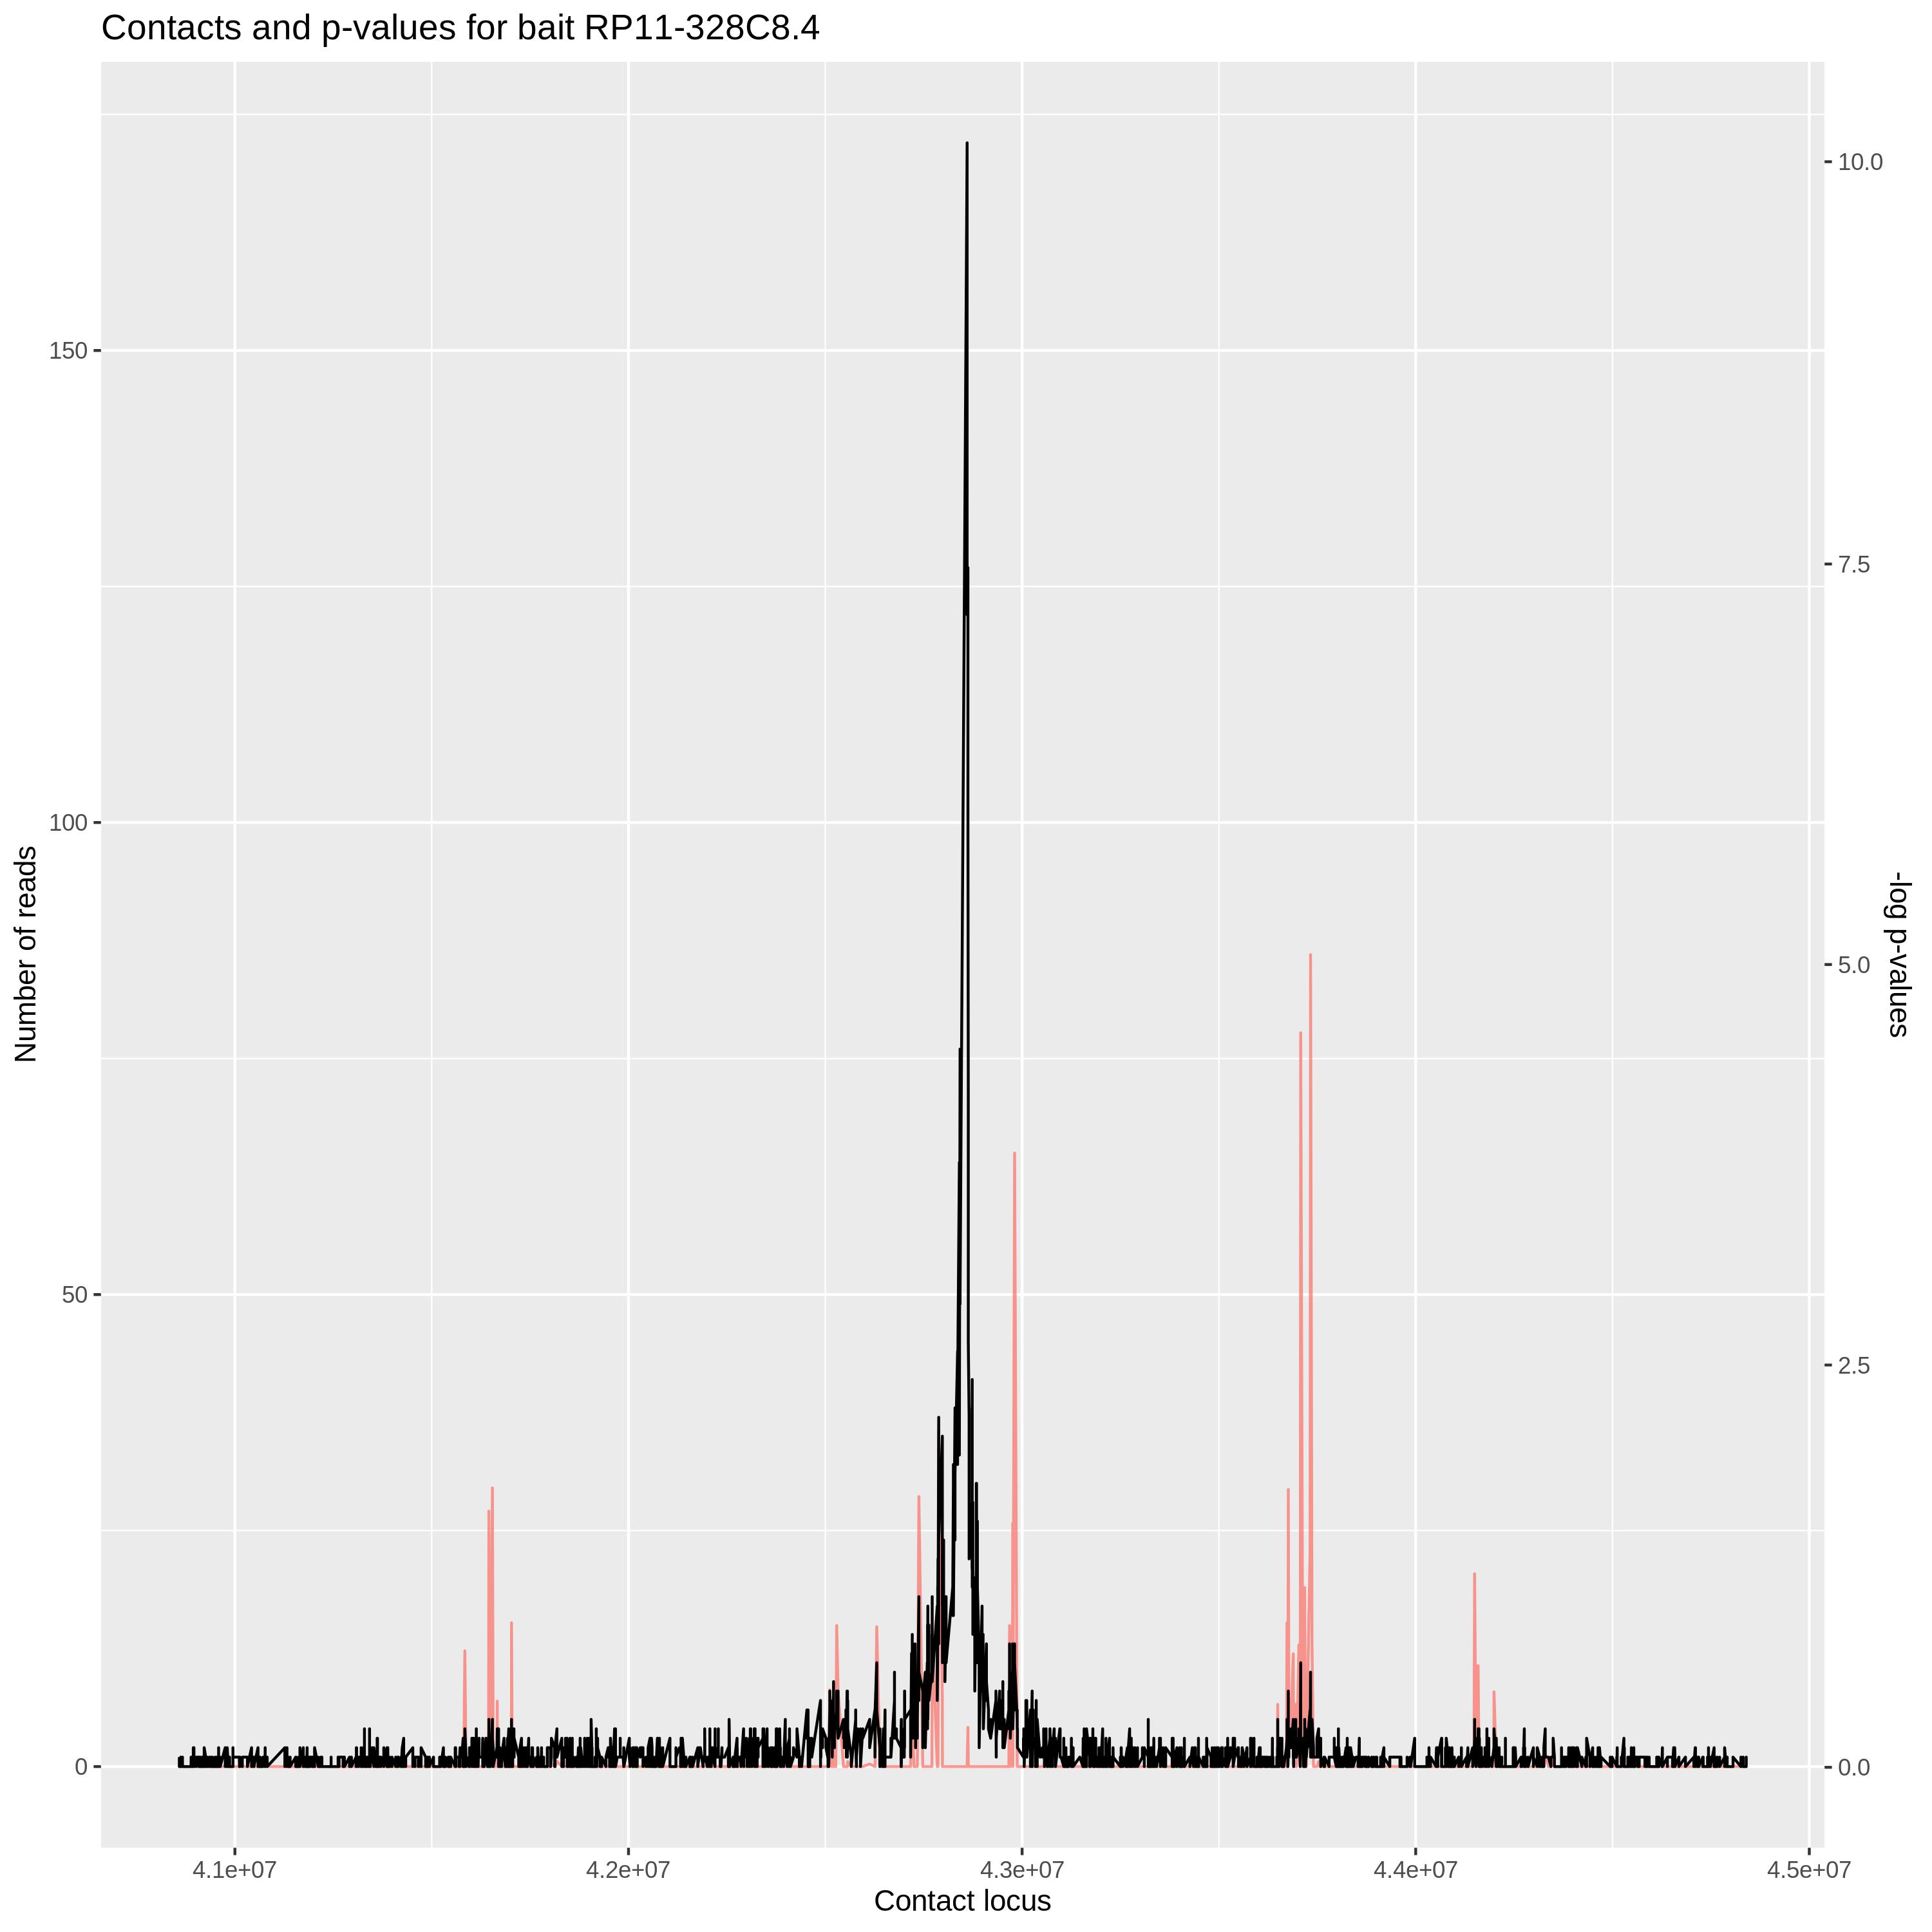 Contacts and p-values for bait RP11-328C8.4
Number of reads
150
100
50
0
10.0
7.5
5.0
2.5
0.0
-log p-values
4.1e+07 4.2e+07 4.3e+07 4.4e+07 4.5e+07
Contact locus